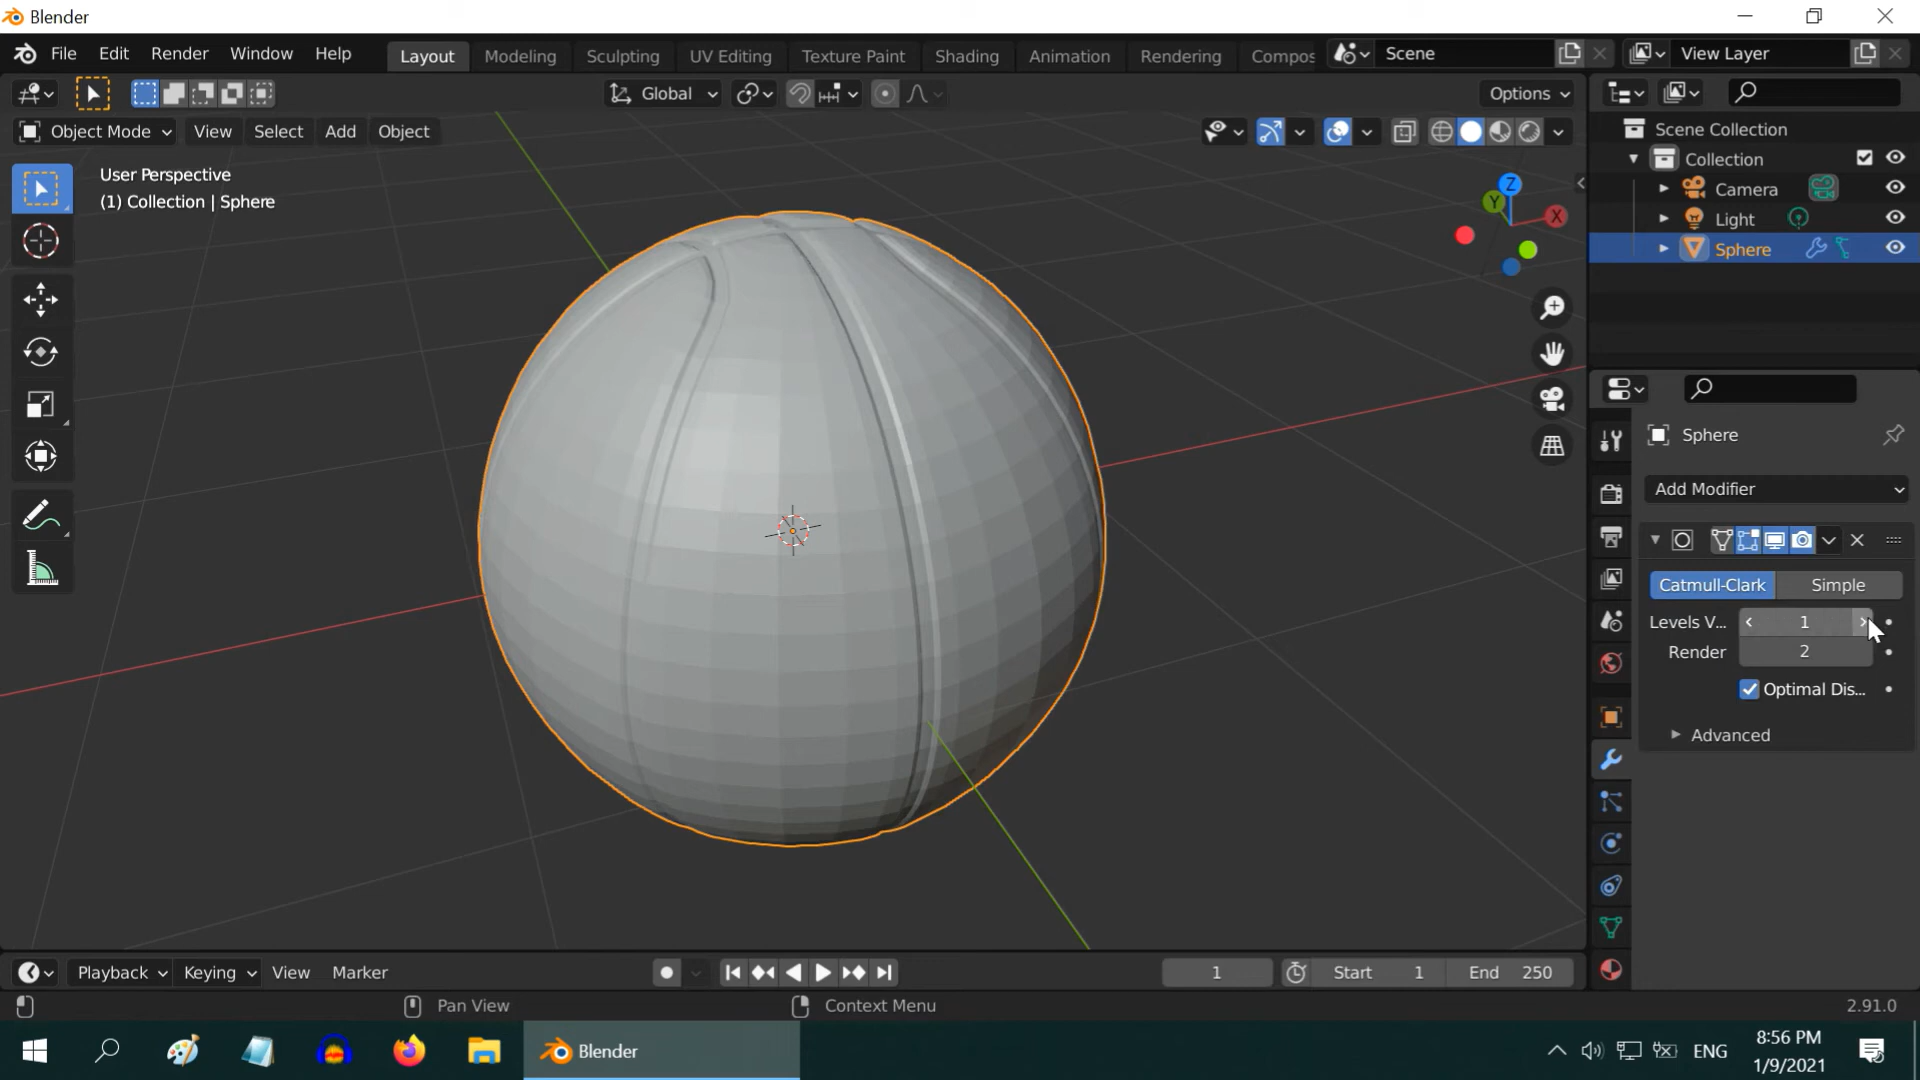 Blender
File Edit Render Window Help Layout Modeling Sculpting UV Editing Texture Paint Shading Animation Rendering Compos Scene View Layer
Global Options
Object Mode View Select Add Object
User Perspective
(1) Collection | Sphere
Z
Y
X
Scene Collection
Collection
Camera
Light
Sphere
Sphere
Add Modifier
Catmull-Clark Simple
Levels V... 1
Render 2
Optimal Dis...
Advanced
Playback Keying View Marker 1 Start 1 End 250
Pan View Context Menu 2.91.0
Blender
ENG
8:56 PM
1/9/2021